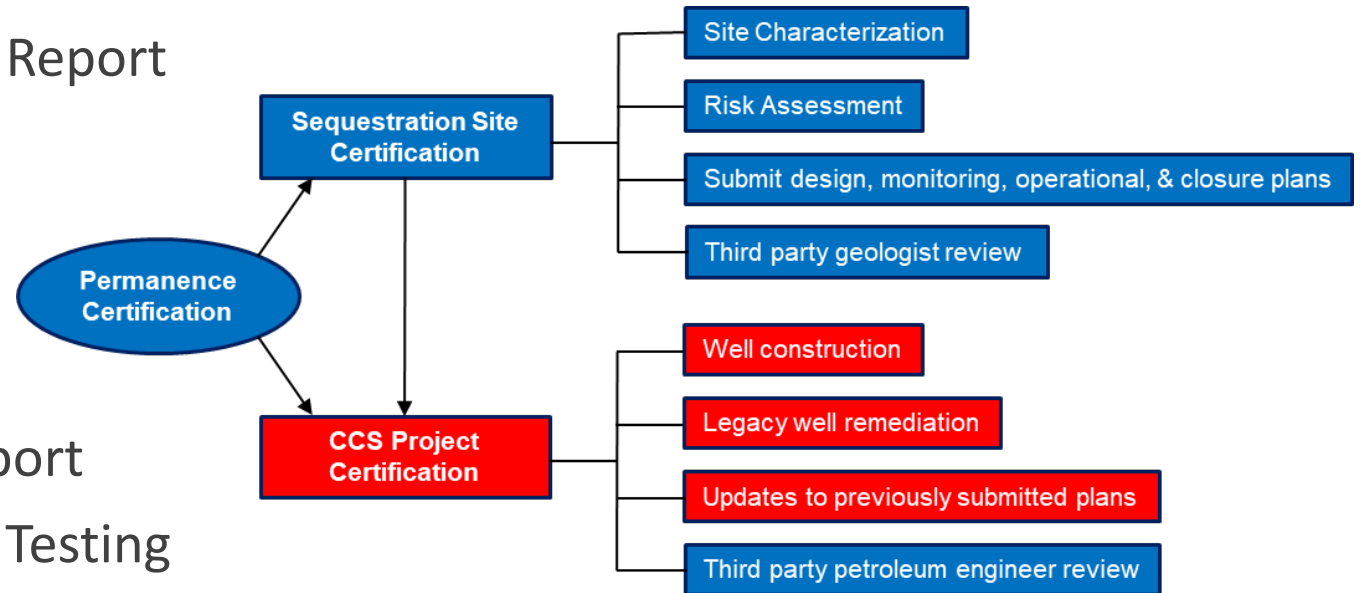 Report
port
Testing
Permanence
Certification
Sequestration Site
Certification
Site Characterization
Risk Assessment
Submit design, monitoring, operational, & closure plans
Third party geologist review
CCS Project
Certification
Well construction
Legacy well remediation
Updates to previously submitted plans
Third party petroleum engineer review